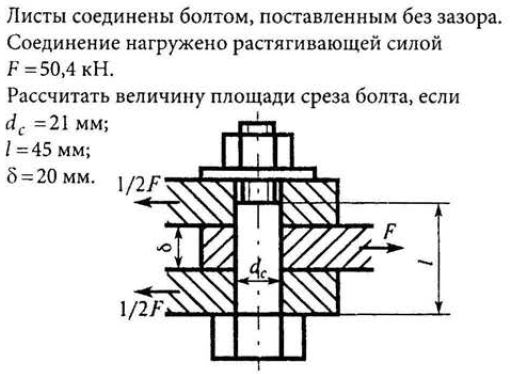 Листы соединены болтом, поставленным без зазора.
Соединение нагружено растягивающей силой
F = 50,4 кН.
Рассчитать величину площади среза болта, если
d_c = 21 мм;
l = 45 мм;
δ = 20 мм.
1/2F
F
δ
d_c
l
1/2F